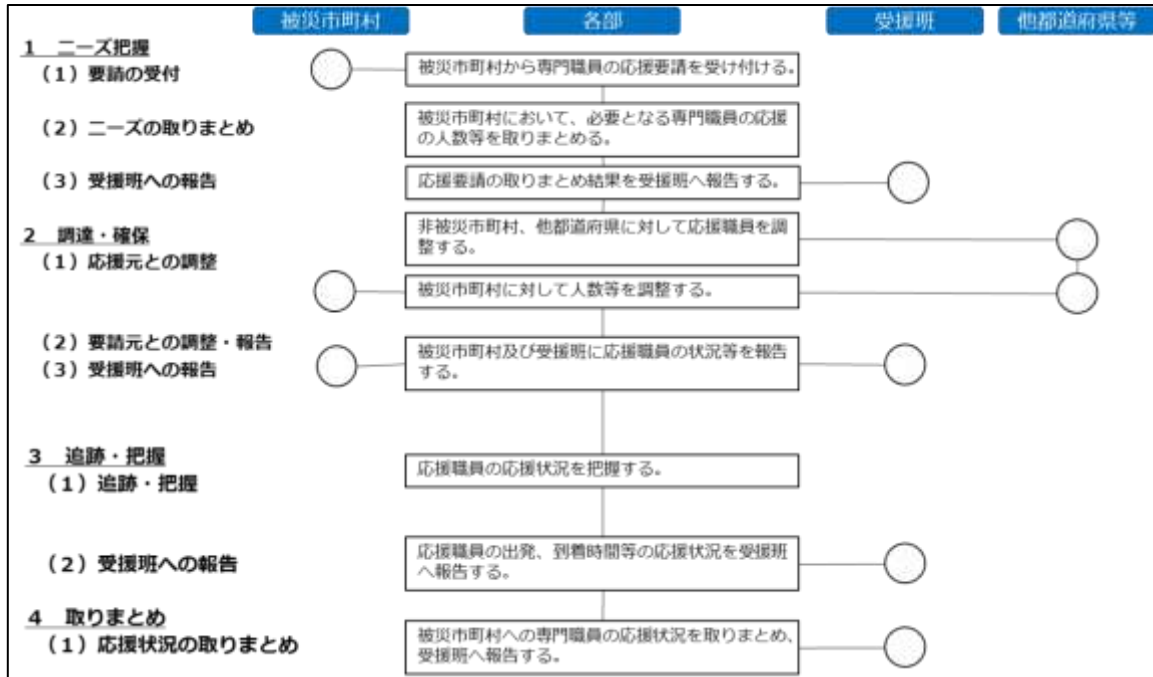 被災市町村
各部
受援班
他都道府県等
1 ニーズ把握
(1)要請の受付
被災市町村から専門職員の応援要請を受け付ける。
(2)ニーズの取りまとめ
被災市町村において、必要となる専門職員の応援
の人数等を取りまとめる。
(3)受援班への報告
応援要請の取りまとめ結果を受援班へ報告する。
2 調達・確保
(1)応援元との調整
非被災市町村、他都道府県に対して応援職員を調
整する。
被災市町村に対して人数等を調整する。
(2)要請元との調整・報告
(3)受援班への報告
被災市町村及び受援班に応援職員の状況等を報告
する。
3 追跡・把握
(1)追跡・把握
応援職員の応援状況を把握する。
(2)受援班への報告
応援職員の出発、到着時間等の応援状況を受援班
へ報告する。
4 取りまとめ
(1)応援状況の取りまとめ
被災市町村への専門職員の応援状況を取りまとめ、
受援班へ報告する。